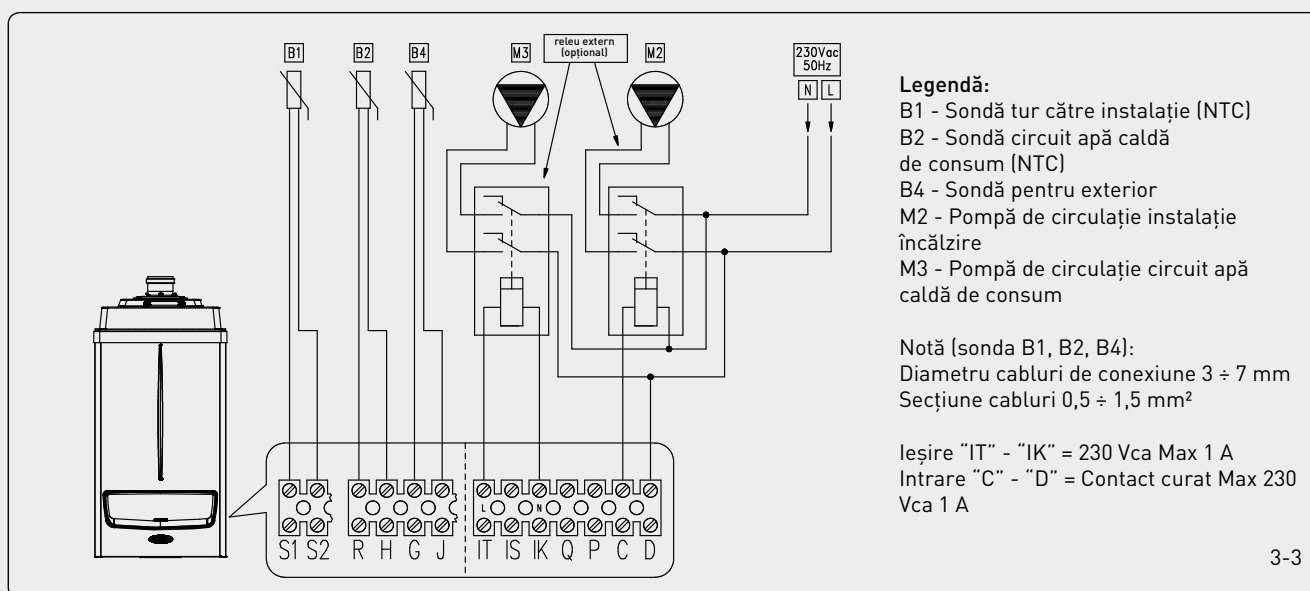 B1
B2
B4
M3
releu extern
(opțional)
M2
230Vac
50Hz
N L
Legendă:
B1 - Sondă tur către instalație (NTC)
B2 - Sondă circuit apă caldă
de consum (NTC)
B4 - Sondă pentru exterior
M2 - Pompă de circulație instalație
încălzire
M3 - Pompă de circulație circuit apă
caldă de consum
Notă (sonda B1, B2, B4):
Diametru cabluri de conexiune 3 ÷ 7 mm
Secțiune cabluri 0,5 ÷ 1,5 mm²
Ieșire “IT” - “IK” = 230 Vca Max 1 A
Intrare “C” - “D” = Contact curat Max 230
Vca 1 A
L N
S1 S2 R H G J IT IS IK Q P C D
3-3